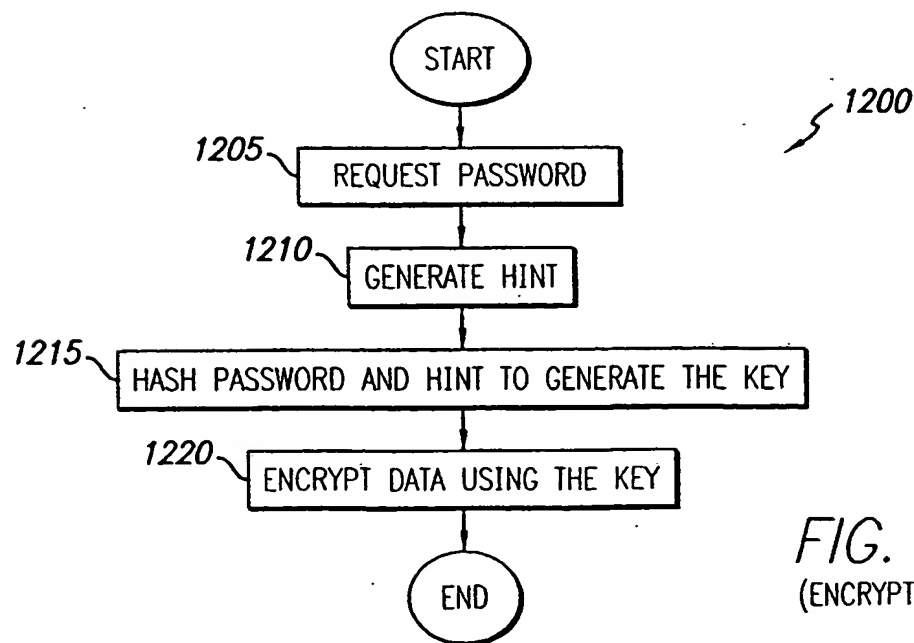 START
1200
1205
REQUEST PASSWORD
1210
GENERATE HINT
1215
HASH PASSWORD AND HINT TO GENERATE THE KEY
1220
ENCRYPT DATA USING THE KEY
END
FIG.
(ENCRYPT